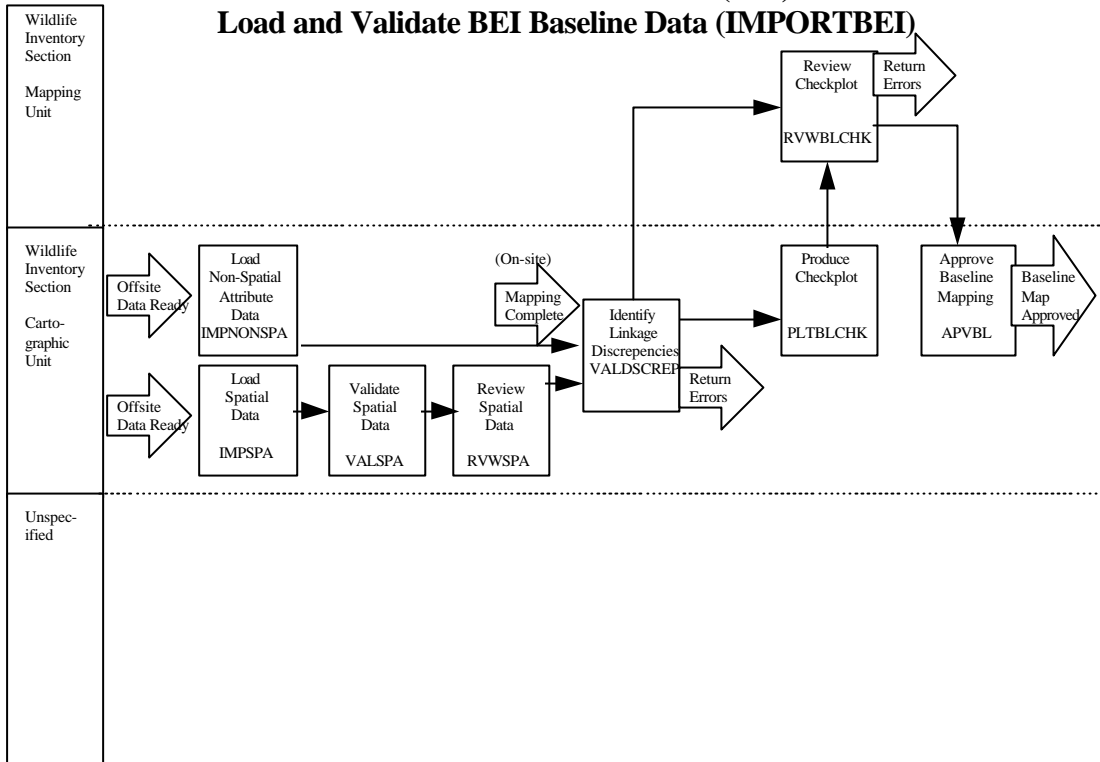 Load and Validate BEI Baseline Data (IMPORTBEI)
Wildlife
Inventory
Section
Mapping
Unit
Review
Checkplot
RVWBLCHK
Return
Errors
Wildlife
Inventory
Section
Carto-
graphic
Unit
Offsite
Data Ready
Load
Non-Spatial
Attribute
Data
IMPNONSPA
(On-site)
Mapping
Complete
Identify
Linkage
Discrepencies
VALDSCREP
Return
Errors
Produce
Checkplot
PLTBLCHK
Approve
Baseline
Mapping
APVBL
Baseline
Map
Approved
Offsite
Data Ready
Load
Spatial
Data
IMPSPA
Validate
Spatial
Data
VALSPA
Review
Spatial
Data
RVWSPA
Unspec-
ified